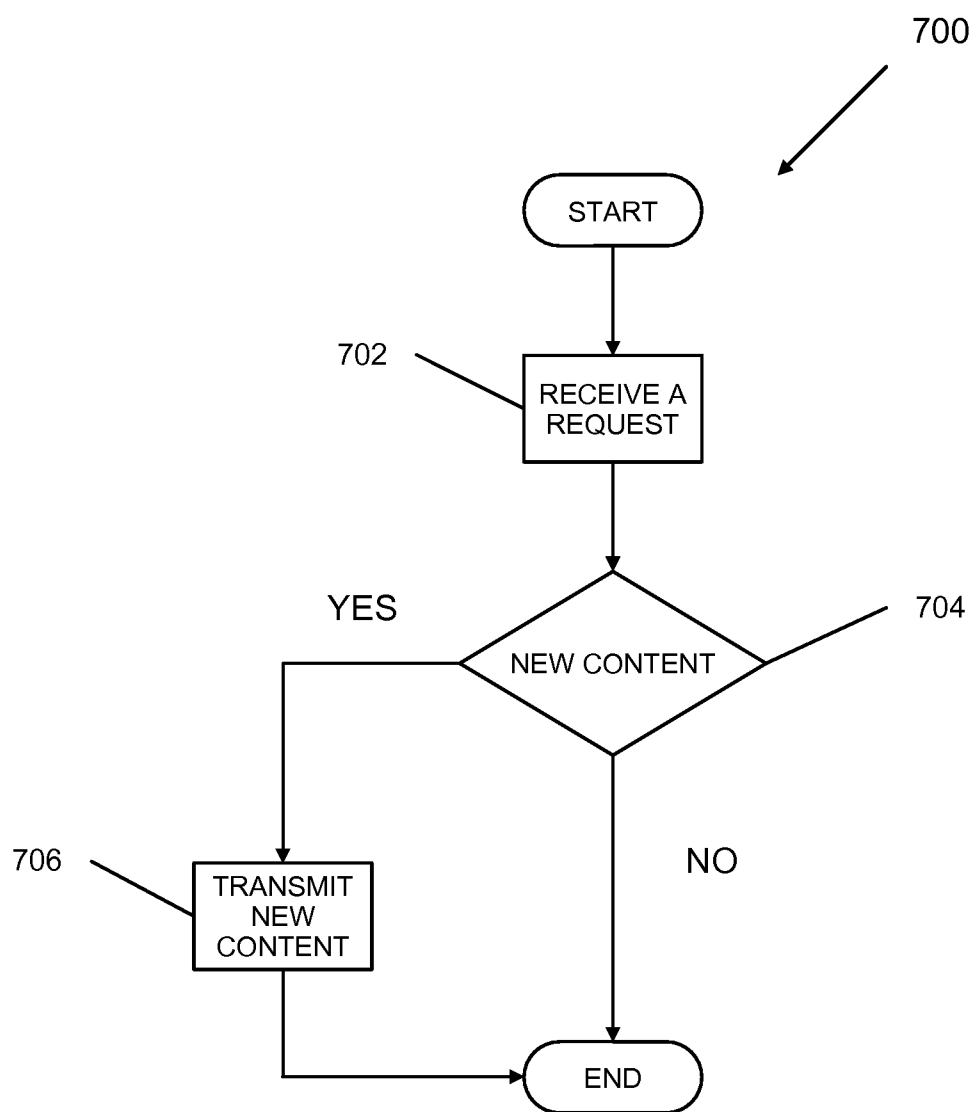 700
START
702
RECEIVE A
REQUEST
YES
704
NEW CONTENT
706
NO
TRANSMIT
NEW
CONTENT
END